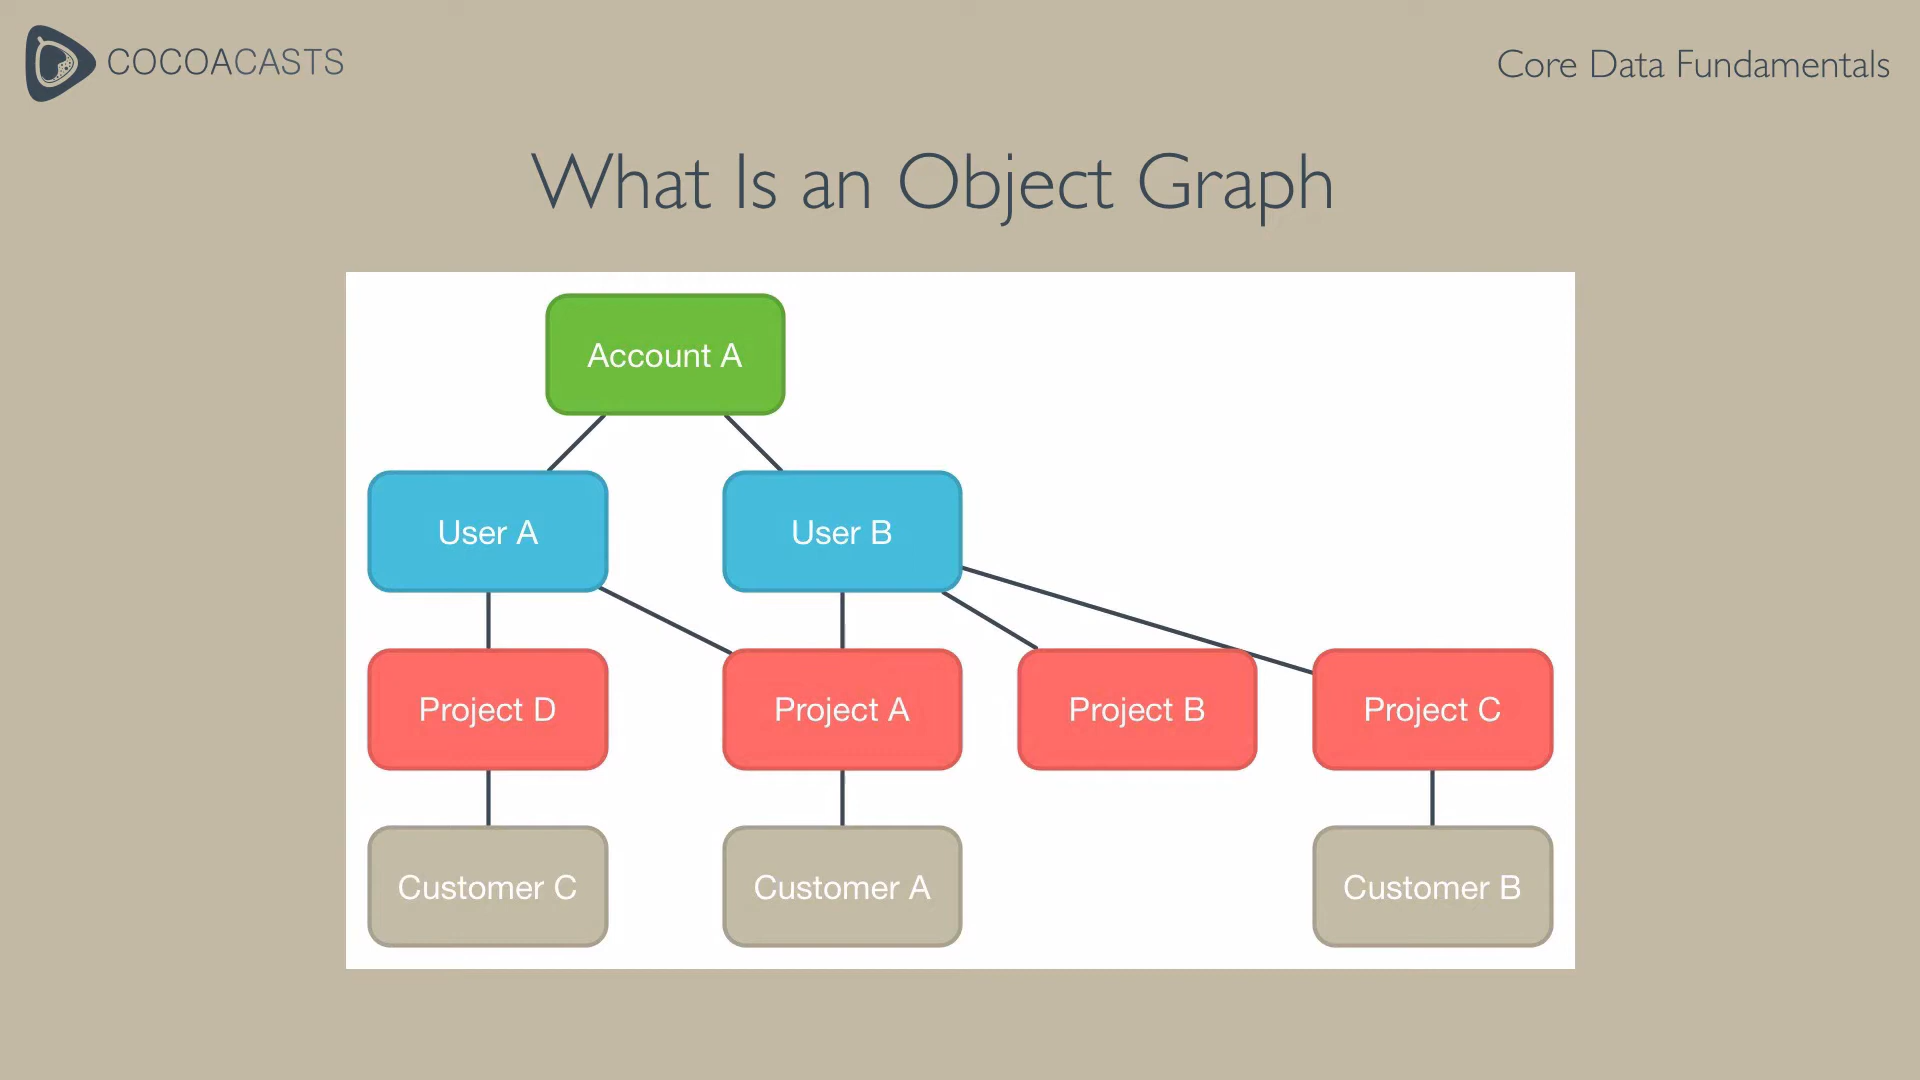 COCOACASTS
Core Data Fundamentals
What Is an Object Graph
Account A
User A
User B
Project D
Project A
Project B
Project C
Customer C
Customer A
Customer B